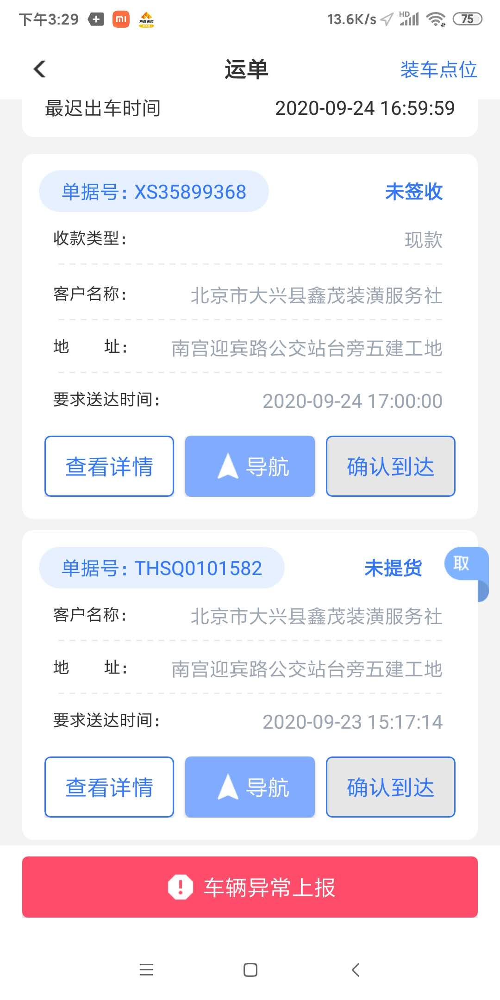 下午3:29
13.6K/s
HD
75
运单
装车点位
最迟出车时间 2020-09-24 16:59:59
单据号：XS35899368 未签收
收款类型： 现款
客户名称： 北京市大兴县鑫茂装潢服务社
地 址： 南宫迎宾路公交站台旁五建工地
要求送达时间： 2020-09-24 17:00:00
查看详情 导航 确认到达
单据号：THSQ0101582 未提货 取
客户名称： 北京市大兴县鑫茂装潢服务社
地 址： 南宫迎宾路公交站台旁五建工地
要求送达时间： 2020-09-23 15:17:14
查看详情 导航 确认到达
车辆异常上报